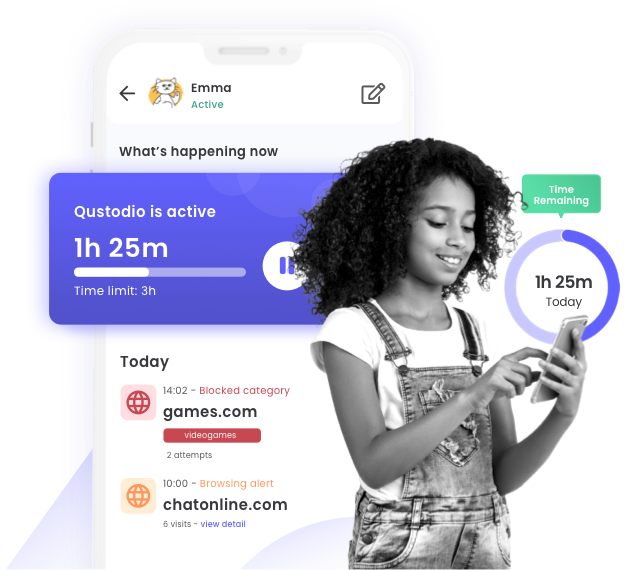 Emma
Active
What's happening now
Qustodio is active
1h 25m
Time limit: 3h
Time
Remaining
1h 25m
Today
Today
14:02 – Blocked category
games.com
videogames
2 attempts
10:00 – Browsing alert
chatonline.com
6 visits – view detail